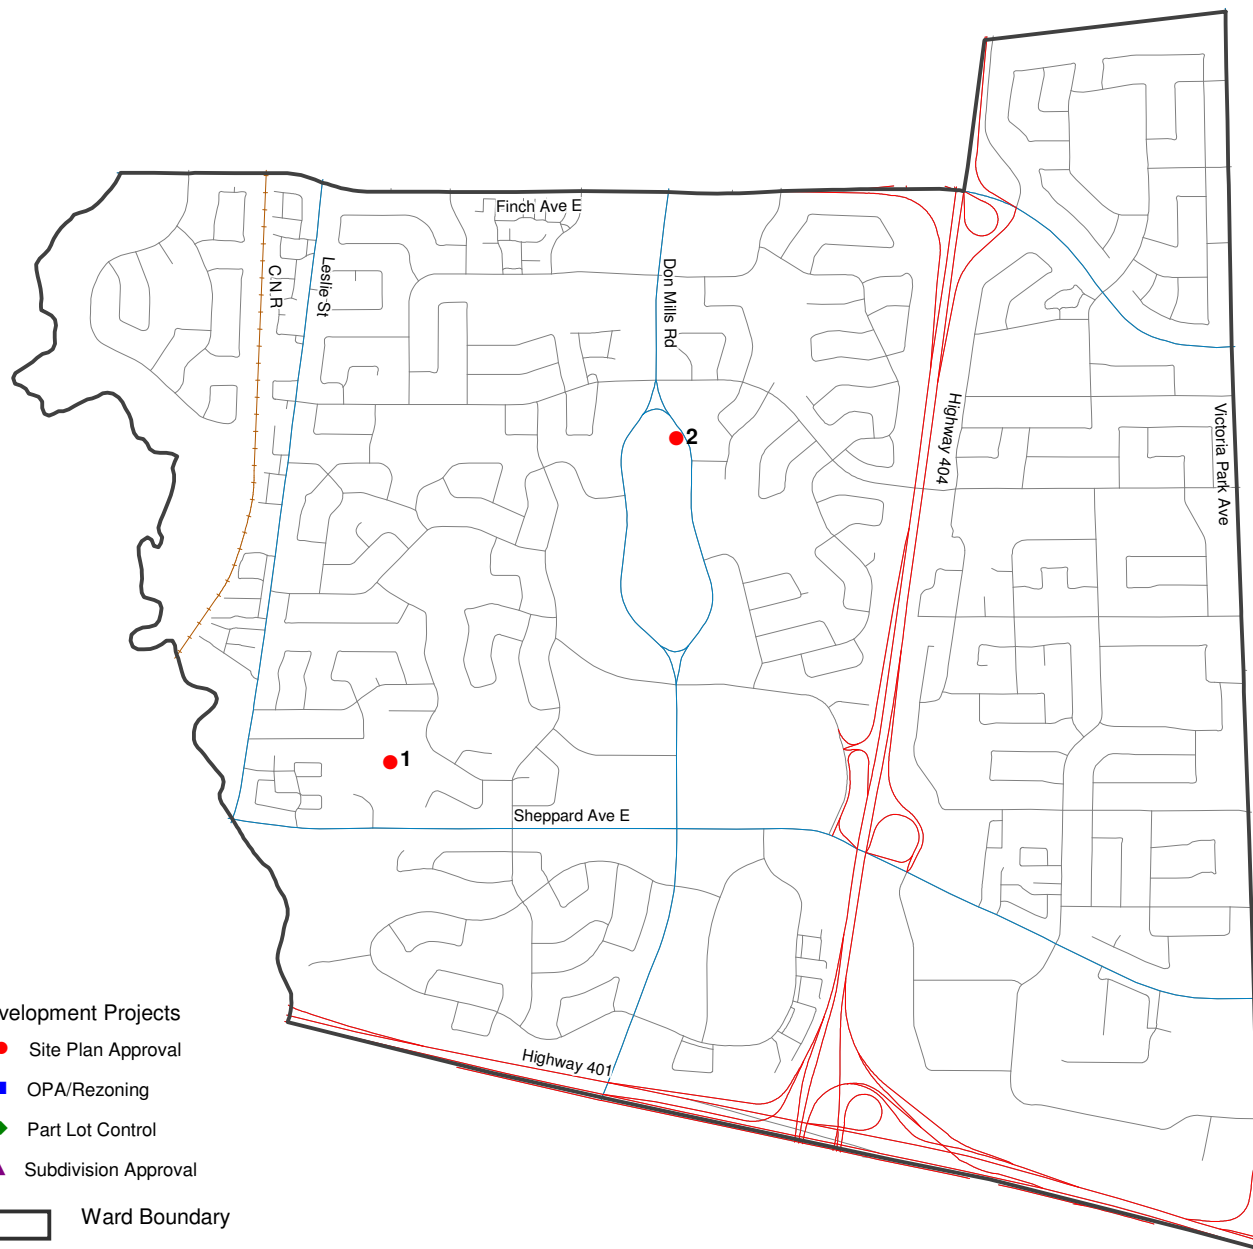 Finch Ave E
C.N.R
Leslie St
Don Mills Rd
Highway 404
Victoria Park Ave
2
1
Sheppard Ave E
Highway 401
velopment Projects
Site Plan Approval
OPA/Rezoning
Part Lot Control
Subdivision Approval
Ward Boundary